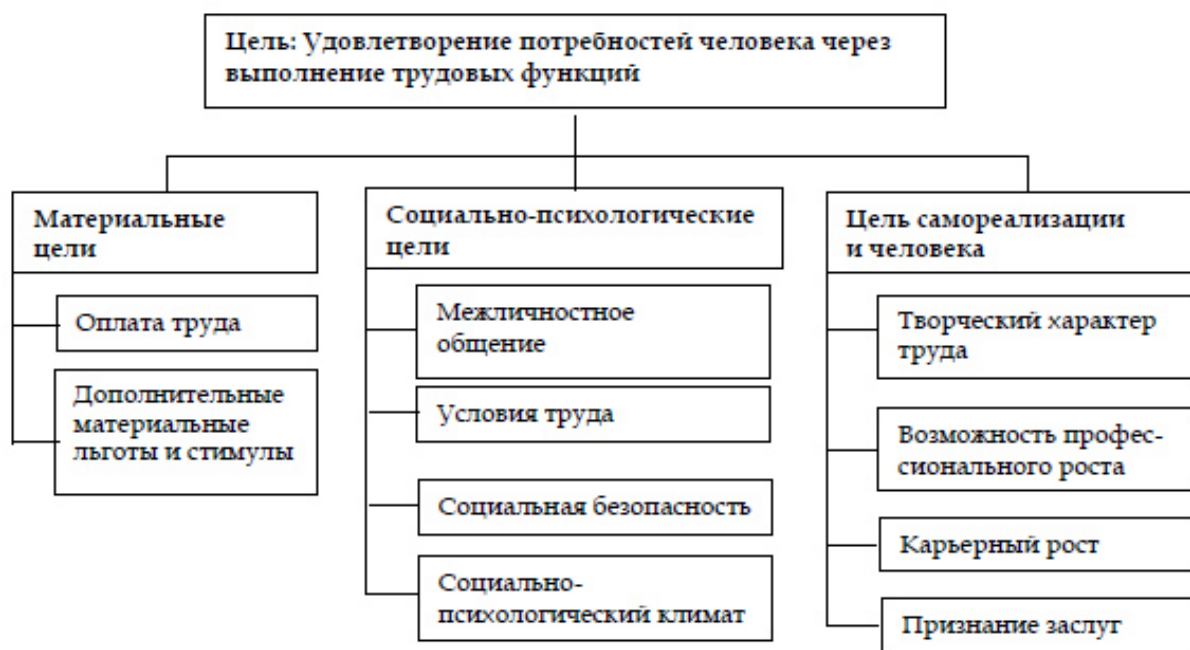 Цель: Удовлетворение потребностей человека через
выполнение трудовых функций
Материальные
цели
Оплата труда
Дополнительные
материальные
льготы и стимулы
Социально-психологические
цели
Межличностное
общение
Условия труда
Социальная безопасность
Социально-
психологический климат
Цель самореализации
и человека
Творческий характер
труда
Возможность профес-
сионального роста
Карьерный рост
Признание заслуг